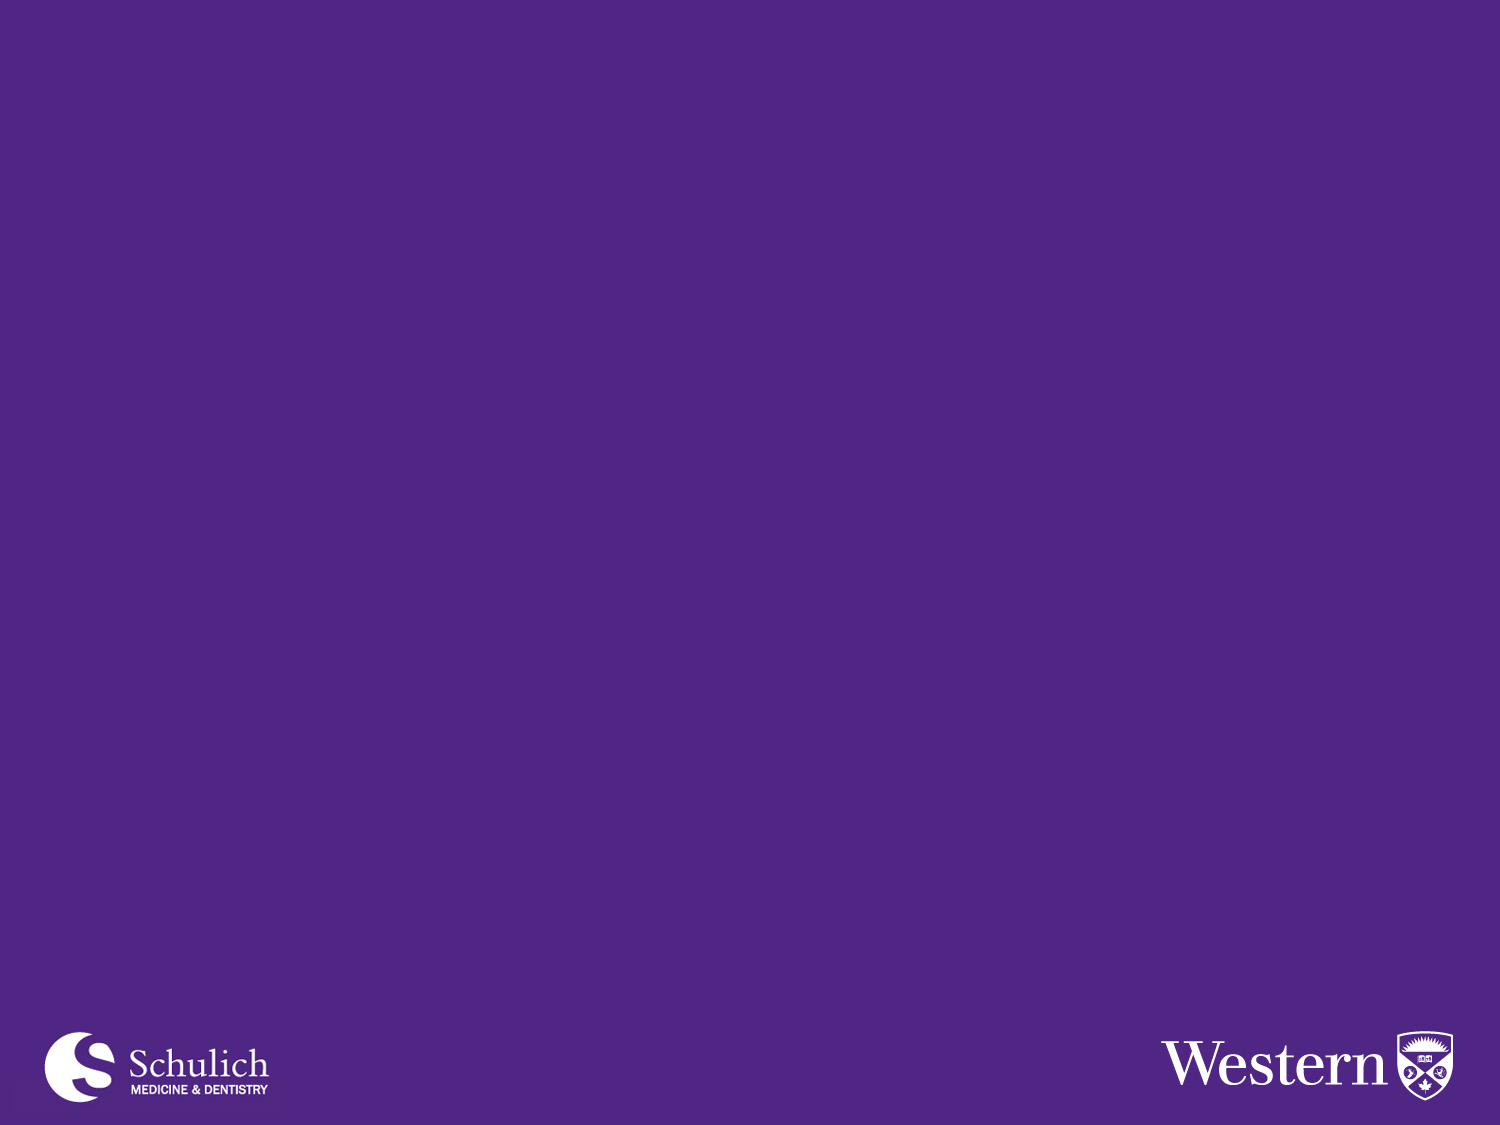 Schulich
MEDICINE & DENTISTRY
Western